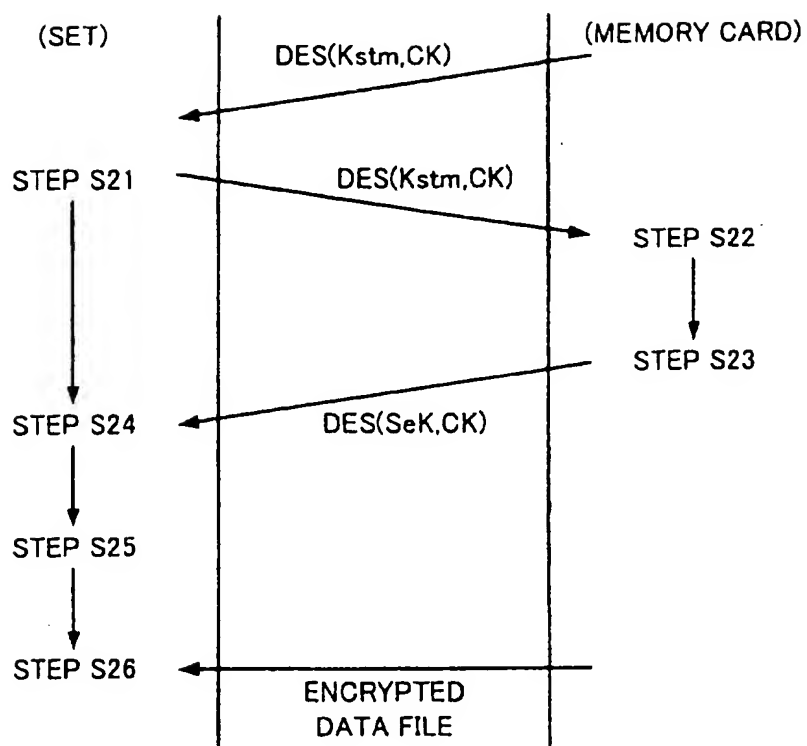 (SET)
(MEMORY CARD)
DES(Kstm,CK)
STEP S21
DES(Kstm,CK)
STEP S22
STEP S23
STEP S24
DES(SeK,CK)
STEP S25
STEP S26
ENCRYPTED
DATA FILE